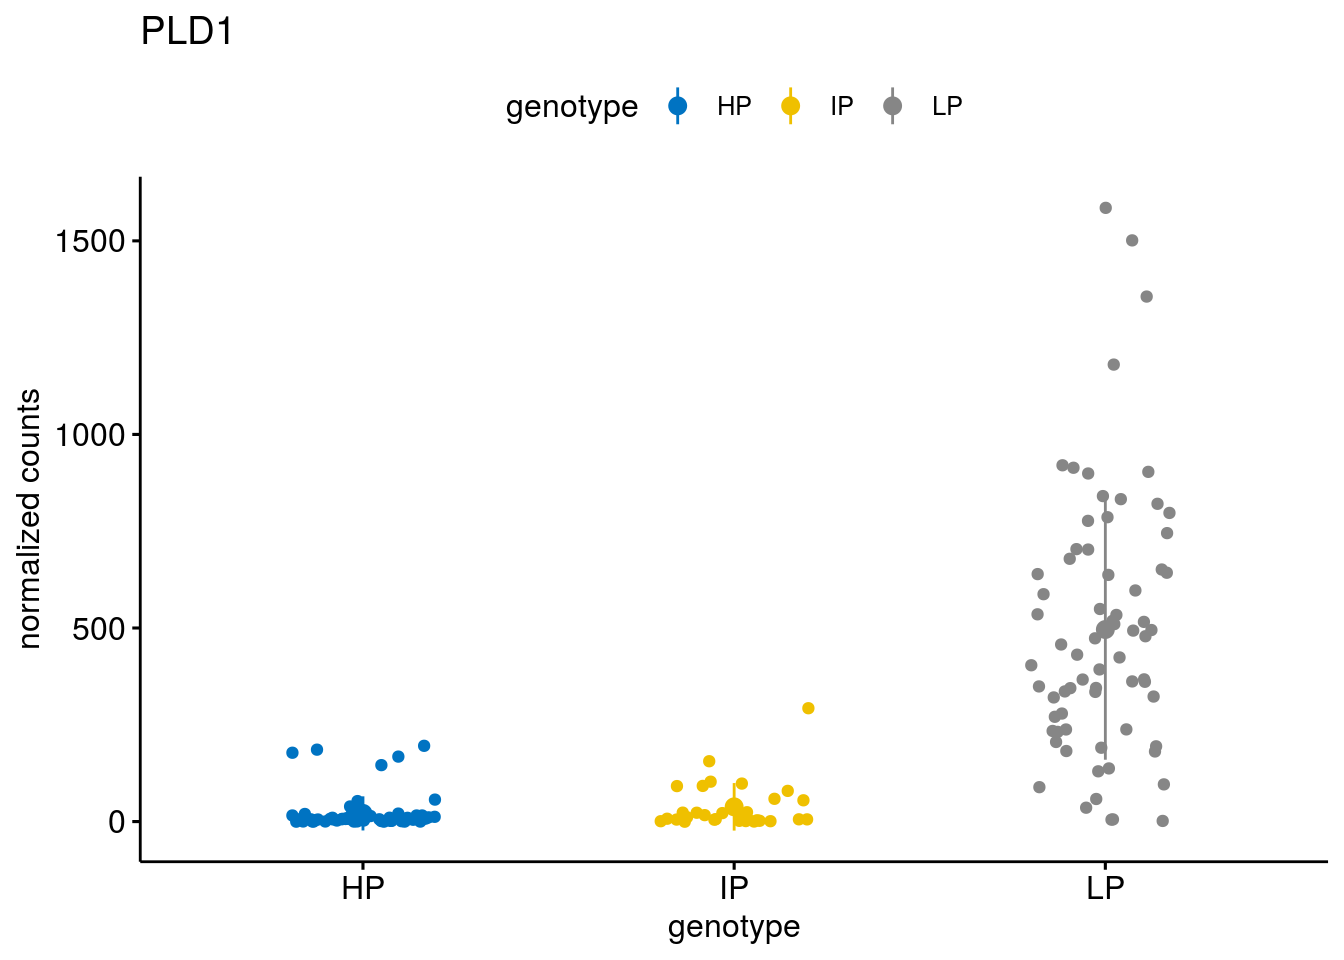 PLD1
genotype HP IP LP
1500
1000
500
0
normalized counts
HP IP LP
genotype